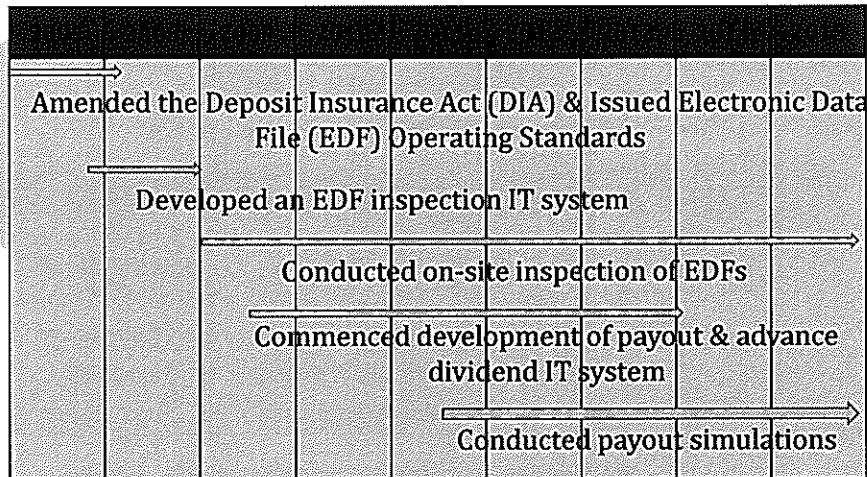 Amended the Deposit Insurance Act (DIA) & Issued Electronic Data
File (EDF) Operating Standards
Developed an EDF inspection IT system
Conducted on-site inspection of EDFs
Commenced development of payout & advance
dividend IT system
Conducted payout simulations